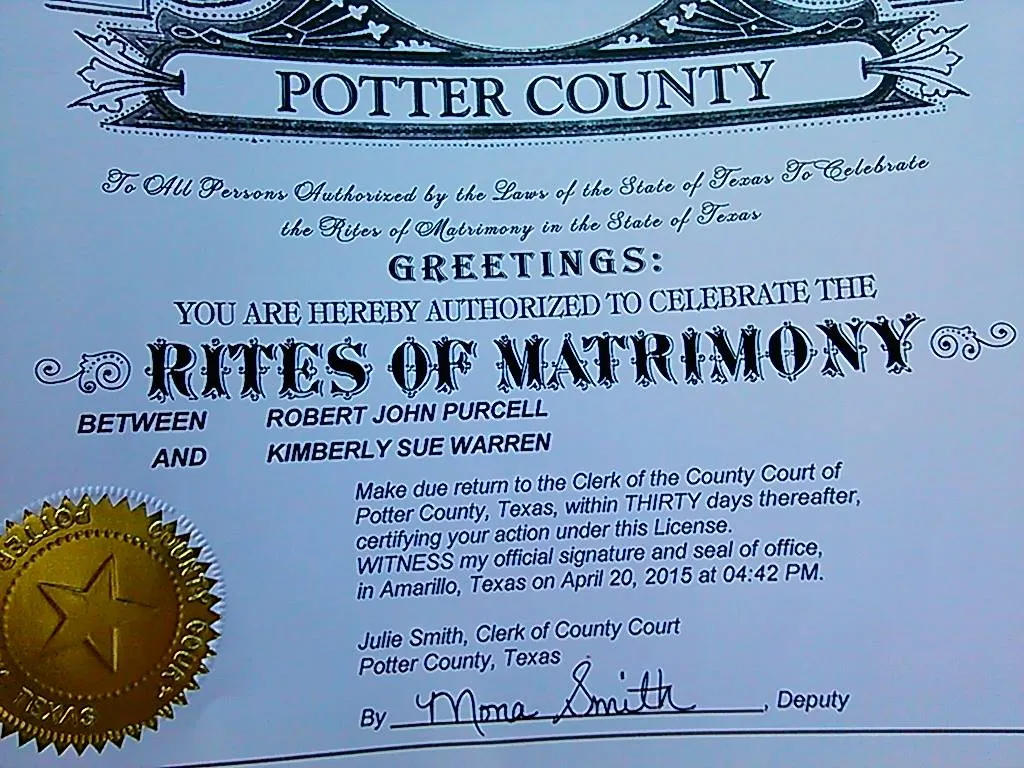 POTTER COUNTY
To All Persons Authorized by the Laws of the State of Texas To Celebrate
the Rites of Matrimony in the State of Texas
GREETINGS:
YOU ARE HEREBY AUTHORIZED TO CELEBRATE THE
RITES OF MATRIMONY
BETWEEN ROBERT JOHN PURCELL
AND KIMBERLY SUE WARREN
Make due return to the Clerk of the County Court of
Potter County, Texas, within THIRTY days thereafter,
certifying your action under this License.
WITNESS my official signature and seal of office,
in Amarillo, Texas on April 20, 2015 at 04:42 PM.
Julie Smith, Clerk of County Court
Potter County, Texas
By Mona Smith, Deputy
POTTER COUNTY COURT
TEXAS